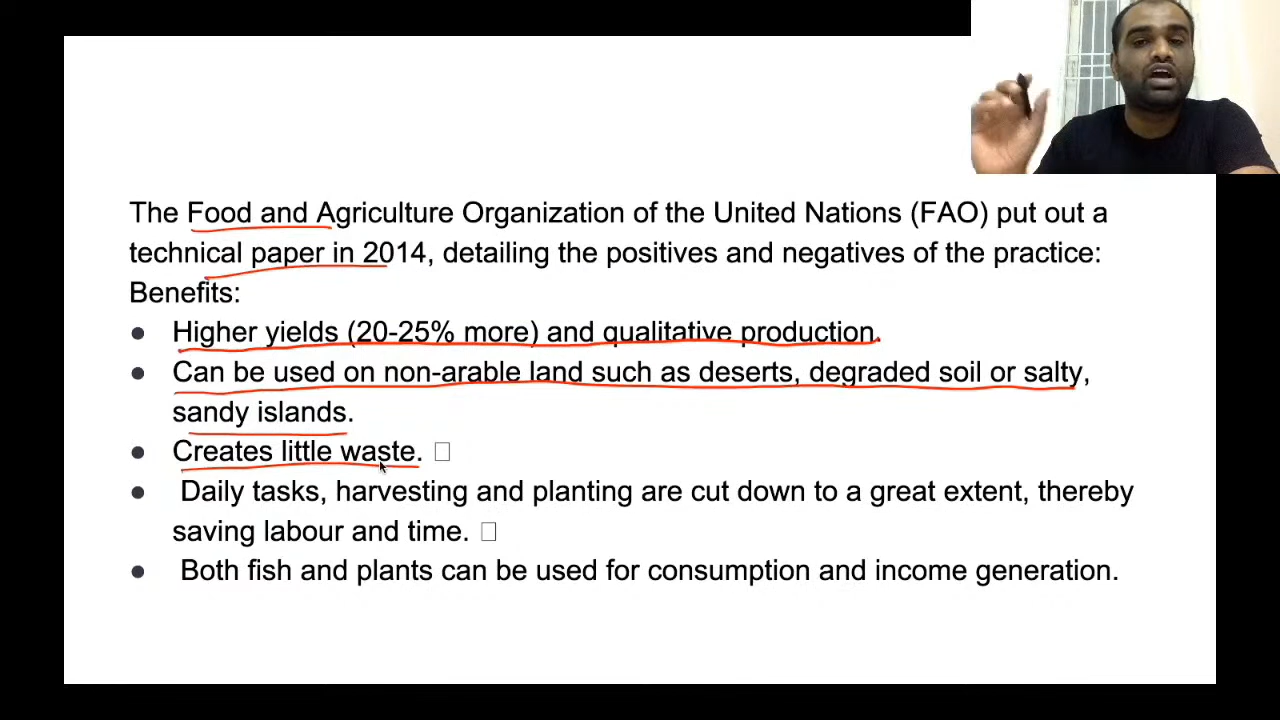 The Food and Agriculture Organization of the United Nations (FAO) put out a
technical paper in 2014, detailing the positives and negatives of the practice:
Benefits:
● Higher yields (20-25% more) and qualitative production.
● Can be used on non-arable land such as deserts, degraded soil or salty,
sandy islands.
● Creates little waste. □
● Daily tasks, harvesting and planting are cut down to a great extent, thereby
saving labour and time. □
● Both fish and plants can be used for consumption and income generation.